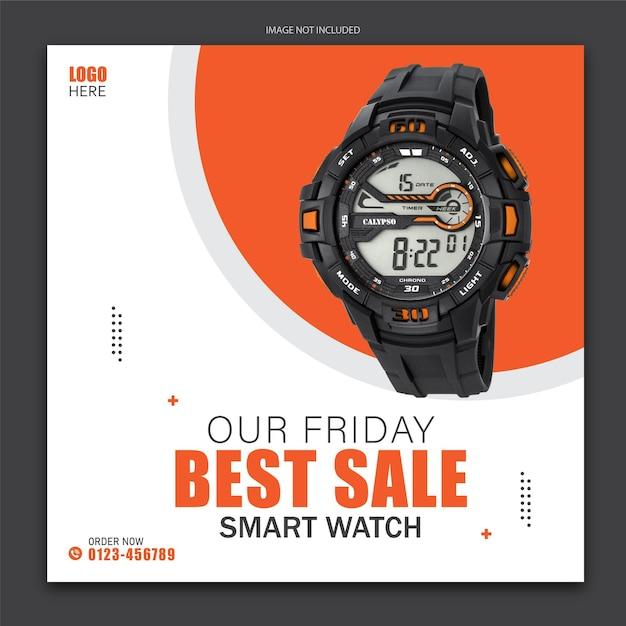 IMAGE NOT INCLUDED
LOGO
HERE
60
SET
ADJ.
15 DATE
TIMER
WEEK
CALYPSO
45
15
8:22 01
CHRONO
MODE
30
LIGHT
30
OUR FRIDAY
BEST SALE
SMART WATCH
ORDER NOW
0123-456789